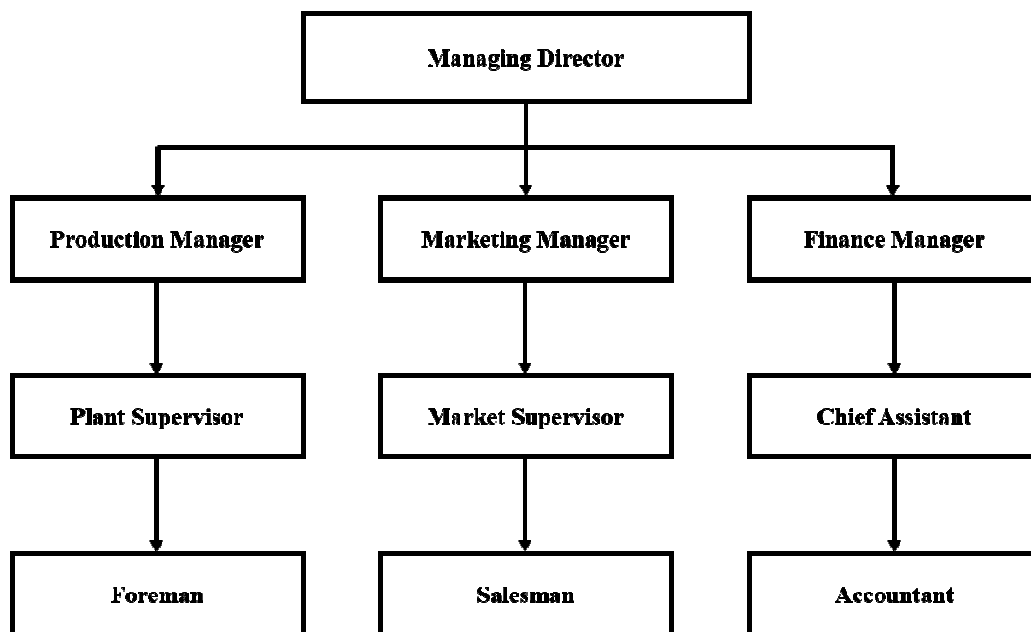 Managing Director
Production Manager
Marketing Manager
Finance Manager
Plant Supervisor
Market Supervisor
Chief Assistant
Foreman
Salesman
Accountant